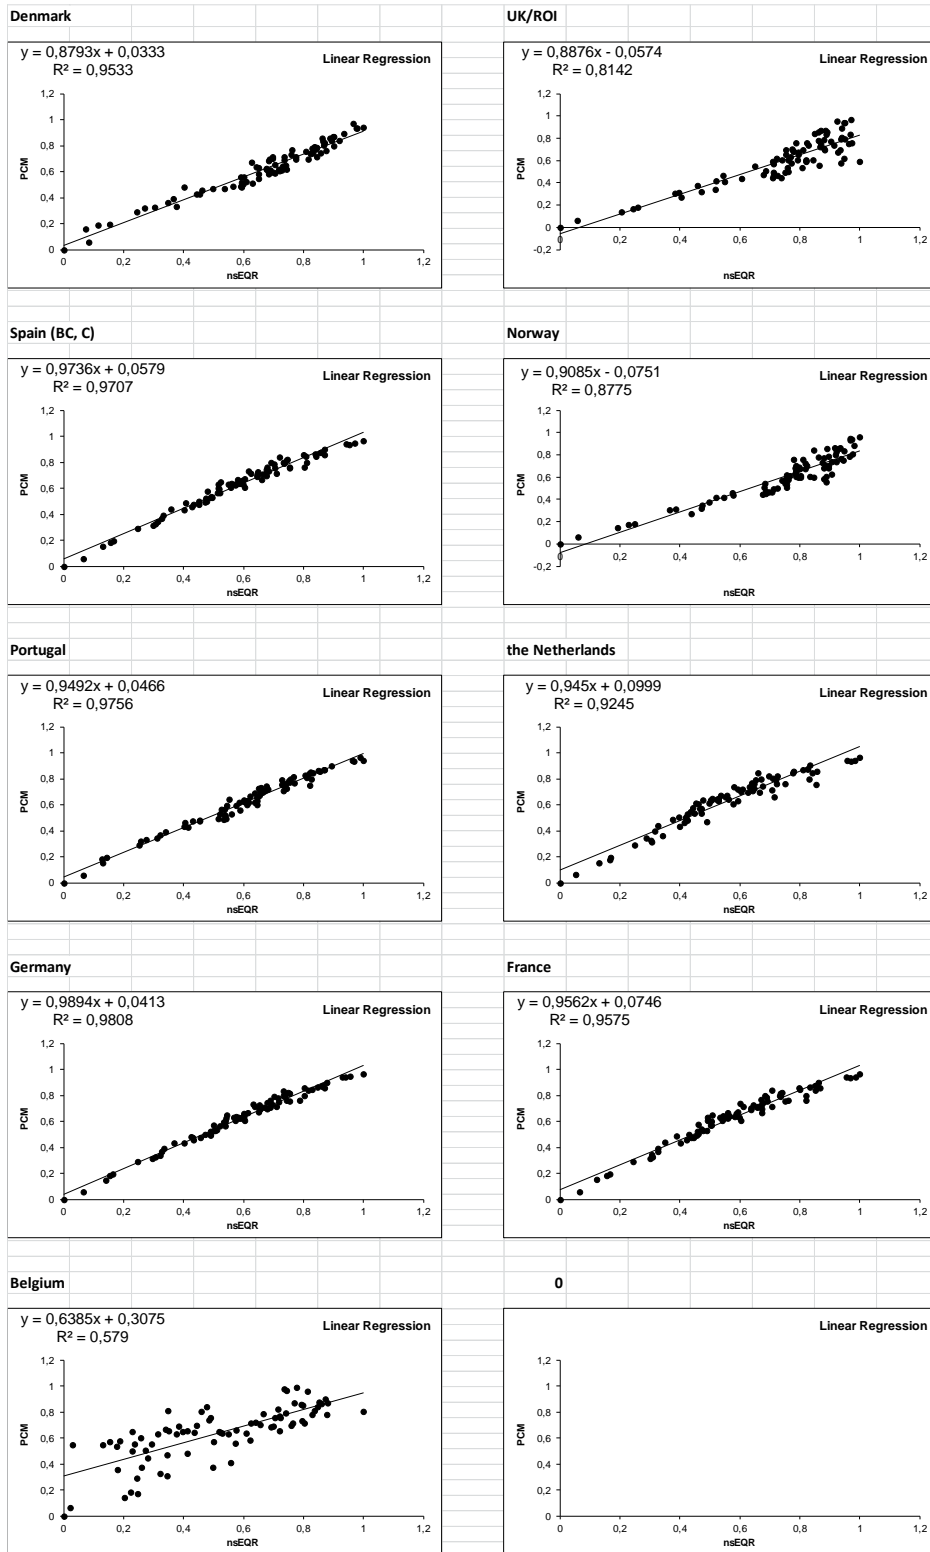 Denmark
y = 0,8793x + 0,0333
R² = 0,9533
Linear Regression
1,2
1
0,8
0,6
0,4
0,2
0
PCM
0 0,2 0,4 0,6 0,8 1 1,2
nsEQR
UK/ROI
y = 0,8876x - 0,0574
R² = 0,8142
Linear Regression
1,2
1
0,8
0,6
0,4
0,2
0
-0,2
PCM
0 0,2 0,4 0,6 0,8 1 1,2
nsEQR
Spain (BC, C)
y = 0,9736x + 0,0579
R² = 0,9707
Linear Regression
1,2
1
0,8
0,6
0,4
0,2
0
PCM
0 0,2 0,4 0,6 0,8 1 1,2
nsEQR
Norway
y = 0,9085x - 0,0751
R² = 0,8775
Linear Regression
1,2
1
0,8
0,6
0,4
0,2
0
-0,2
PCM
0 0,2 0,4 0,6 0,8 1 1,2
nsEQR
Portugal
y = 0,9492x + 0,0466
R² = 0,9756
Linear Regression
1,2
1
0,8
0,6
0,4
0,2
0
PCM
0 0,2 0,4 0,6 0,8 1 1,2
nsEQR
the Netherlands
y = 0,945x + 0,0999
R² = 0,9245
Linear Regression
1,2
1
0,8
0,6
0,4
0,2
0
PCM
0 0,2 0,4 0,6 0,8 1 1,2
nsEQR
Germany
y = 0,9894x + 0,0413
R² = 0,9808
Linear Regression
1,2
1
0,8
0,6
0,4
0,2
0
PCM
0 0,2 0,4 0,6 0,8 1 1,2
nsEQR
France
y = 0,9562x + 0,0746
R² = 0,9575
Linear Regression
1,2
1
0,8
0,6
0,4
0,2
0
PCM
0 0,2 0,4 0,6 0,8 1 1,2
nsEQR
Belgium
y = 0,6385x + 0,3075
R² = 0,579
Linear Regression
1,2
1
0,8
0,6
0,4
0,2
0
PCM
0 0,2 0,4 0,6 0,8 1 1,2
nsEQR
0
Linear Regression
1,2
1
0,8
0,6
0,4
0,2
0
PCM
0 0,2 0,4 0,6 0,8 1 1,2
nsEQR